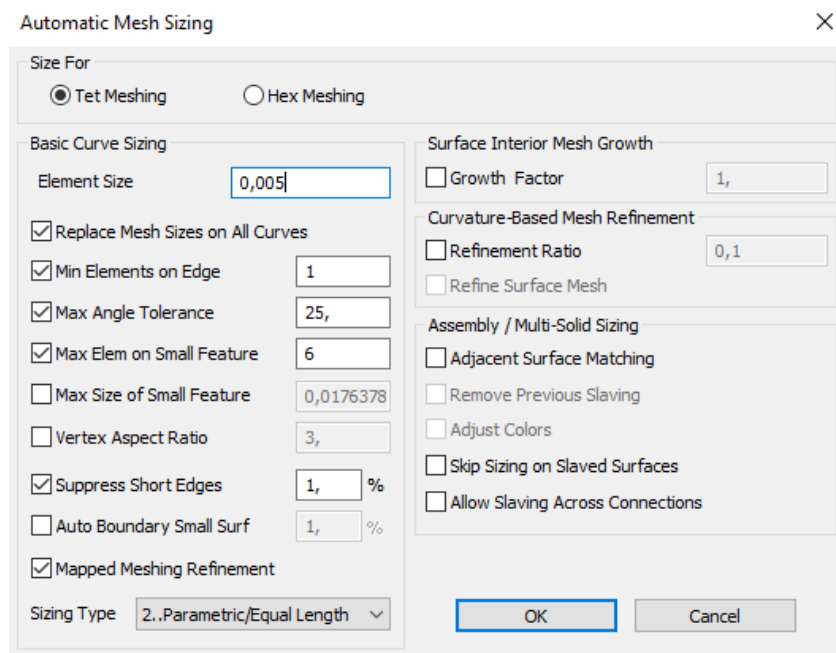 Automatic Mesh Sizing
Size For
Tet Meshing
Hex Meshing
Basic Curve Sizing
Element Size 0,005
Replace Mesh Sizes on All Curves
Min Elements on Edge 1
Max Angle Tolerance 25,
Max Elem on Small Feature 6
Max Size of Small Feature 0,0176378
Vertex Aspect Ratio 3,
Suppress Short Edges 1, %
Auto Boundary Small Surf 1, %
Mapped Meshing Refinement
Sizing Type 2..Parametric/Equal Length
Surface Interior Mesh Growth
Growth Factor 1,
Curvature-Based Mesh Refinement
Refinement Ratio 0,1
Refine Surface Mesh
Assembly / Multi-Solid Sizing
Adjacent Surface Matching
Remove Previous Slaving
Adjust Colors
Skip Sizing on Slaved Surfaces
Allow Slaving Across Connections
OK
Cancel